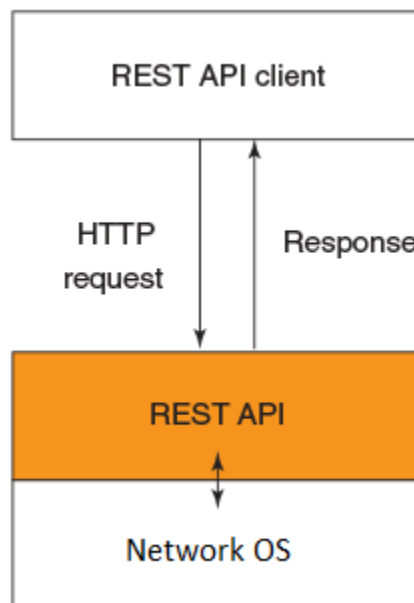 REST API client
HTTP
request
Response
REST API
Network OS